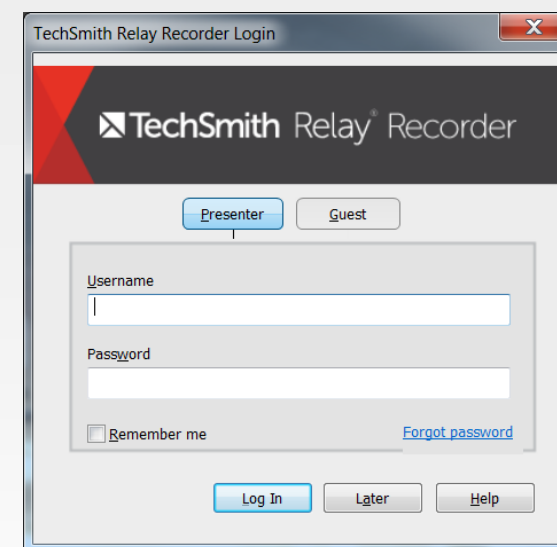 TechSmith Relay Recorder Login
TechSmith Relay® Recorder
Presenter Guest
Username
Password
Remember me Forgot password
Log In Later Help